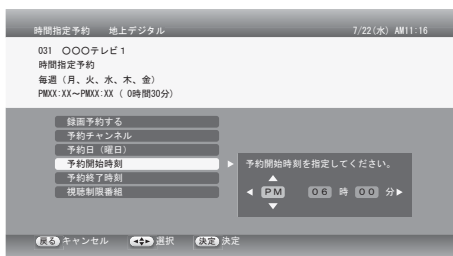 時間指定予約 地上デジタル 7/22(水) AM11:16
031 ○○○テレビ1
時間指定予約
毎週(月、火、水、木、金)
PMXX:XX~PMXX:XX ( 0時間30分)
録画予約する
予約チャンネル
予約日(曜日)
予約開始時刻
予約終了時刻
視聴制限番組
予約開始時刻を指定してください。
PM 06 時 00 分
戻る キャンセル 選択 決定 決定